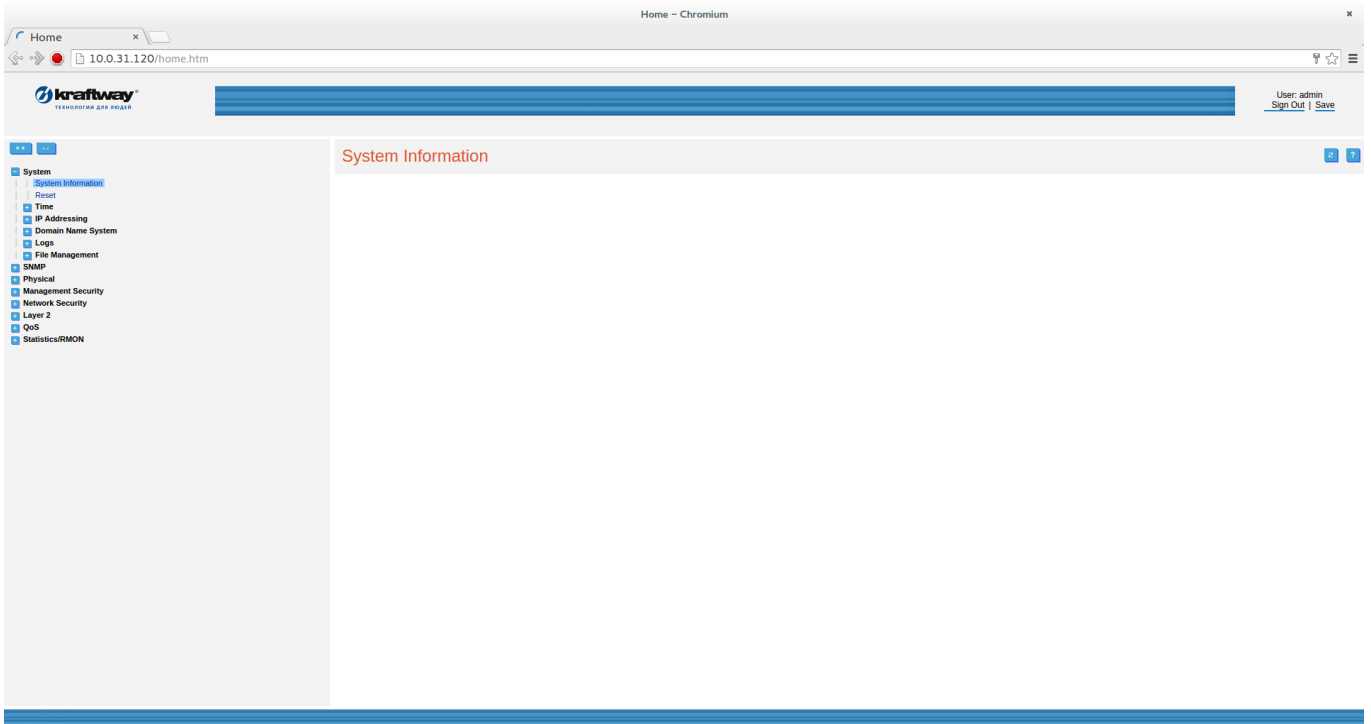 Home - Chromium
Home
10.0.31.120/home.htm
kraftway®
ТЕХНОЛОГИИ ДЛЯ ЛЮДЕЙ
User: admin
Sign Out | Save
++ --
System Information
System
System Information
Reset
Time
IP Addressing
Domain Name System
Logs
File Management
SNMP
Physical
Management Security
Network Security
Layer 2
QoS
Statistics/RMON